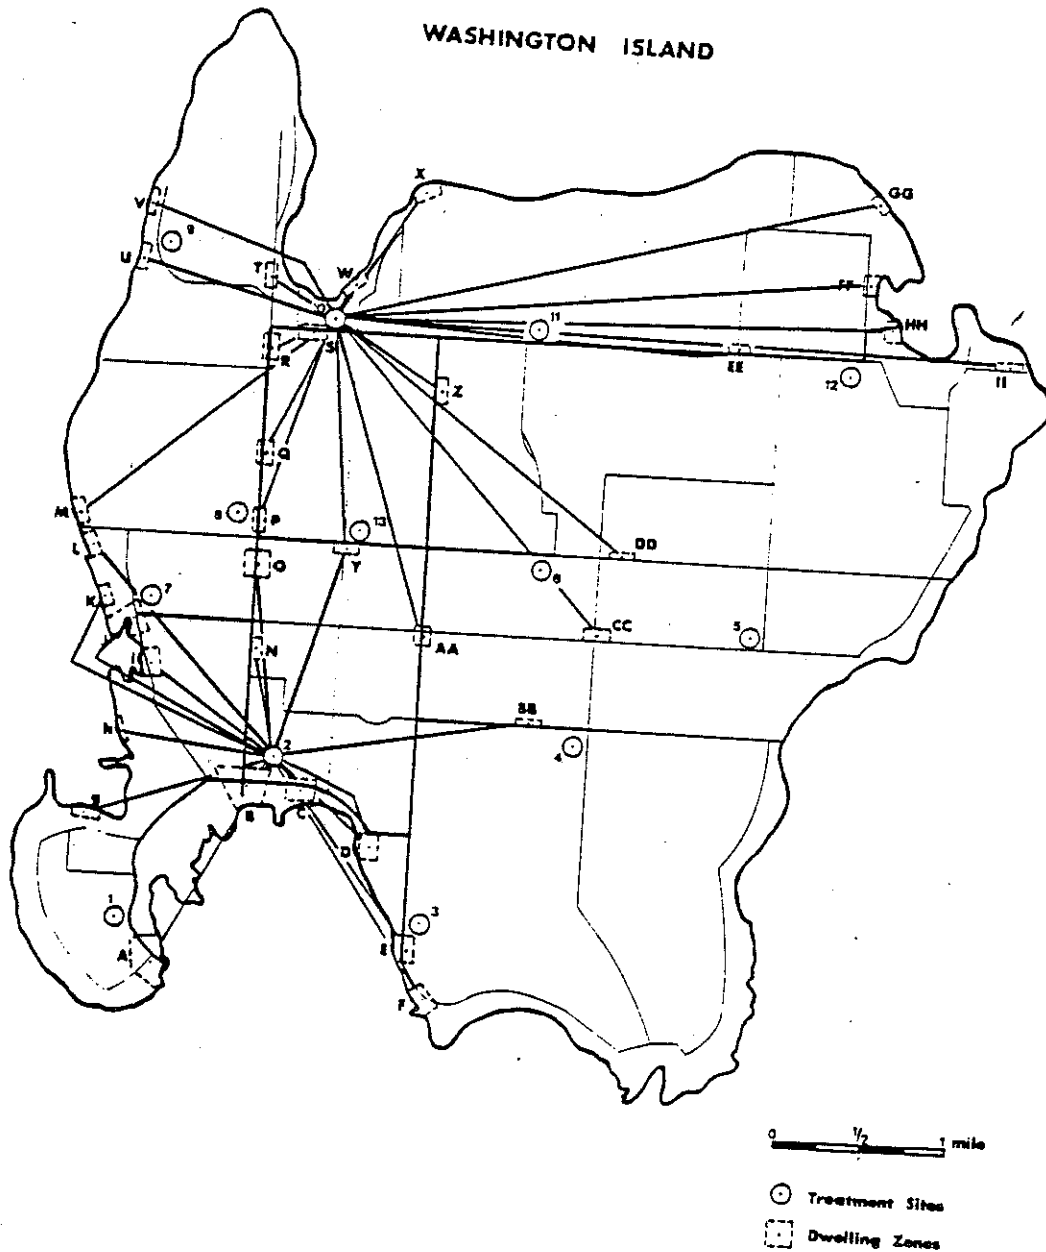 WASHINGTON ISLAND
X
V
GG
9
U
T
W
FF
11
HH
S
R
EE
12
II
Z
Q
M
8
P
13
L
Y
DD
O
6
K
7
CC
5
N
AA
BB
2
4
B
C
D
1
3
A
E
F
0 1/2 1 mile
Treatment Sites
Dwelling Zones